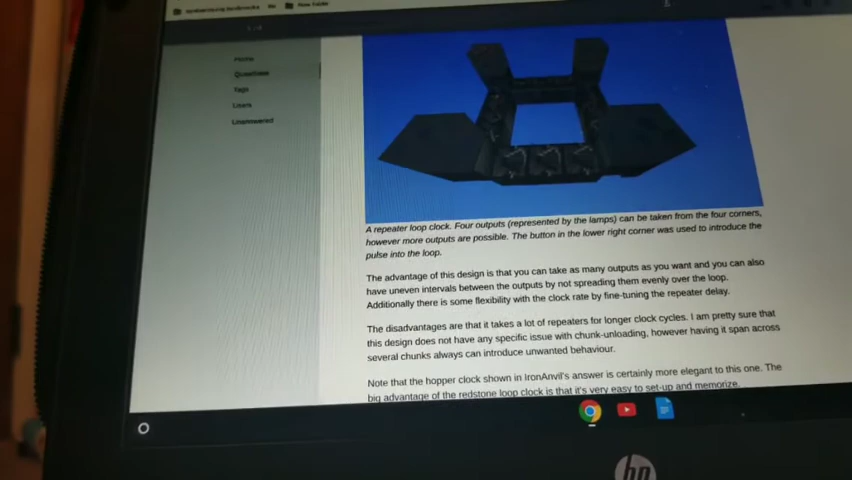 New Folder
Home
Questions
Tags
Users
Unanswered
A repeater loop clock. Four outputs (represented by the lamps) can be taken from the four corners,
however more outputs are possible. The button in the lower right corner was used to introduce the
pulse into the loop.
The advantage of this design is that you can take as many outputs as you want and you can also
have uneven intervals between the outputs by not spreading them evenly over the loop.
Additionally there is some flexibility with the clock rate by fine-tuning the repeater delay.
The disadvantages are that it takes a lot of repeaters for longer clock cycles. I am pretty sure that
this design does not have any specific issue with chunk-unloading, however having it span across
several chunks always can introduce unwanted behaviour.
Note that the hopper clock shown in IronAnvil's answer is certainly more elegant to this one. The
big advantage of the redstone loop clock is that it's very easy to set-up and memorize.
hp